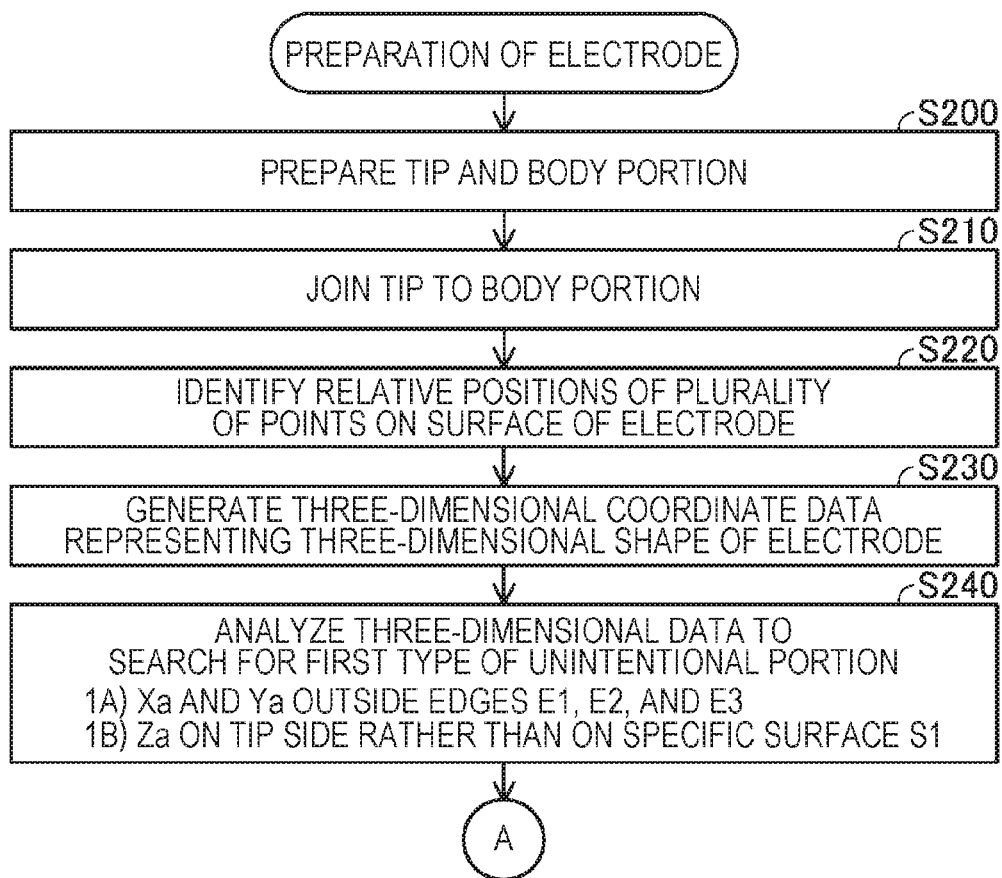 PREPARATION OF ELECTRODE
S200
PREPARE TIP AND BODY PORTION
S210
JOIN TIP TO BODY PORTION
S220
IDENTIFY RELATIVE POSITIONS OF PLURALITY
OF POINTS ON SURFACE OF ELECTRODE
S230
GENERATE THREE-DIMENSIONAL COORDINATE DATA
REPRESENTING THREE-DIMENSIONAL SHAPE OF ELECTRODE
S240
ANALYZE THREE-DIMENSIONAL DATA TO
SEARCH FOR FIRST TYPE OF UNINTENTIONAL PORTION
1A) Xa AND Ya OUTSIDE EDGES E1, E2, AND E3
1B) Za ON TIP SIDE RATHER THAN ON SPECIFIC SURFACE S1
A